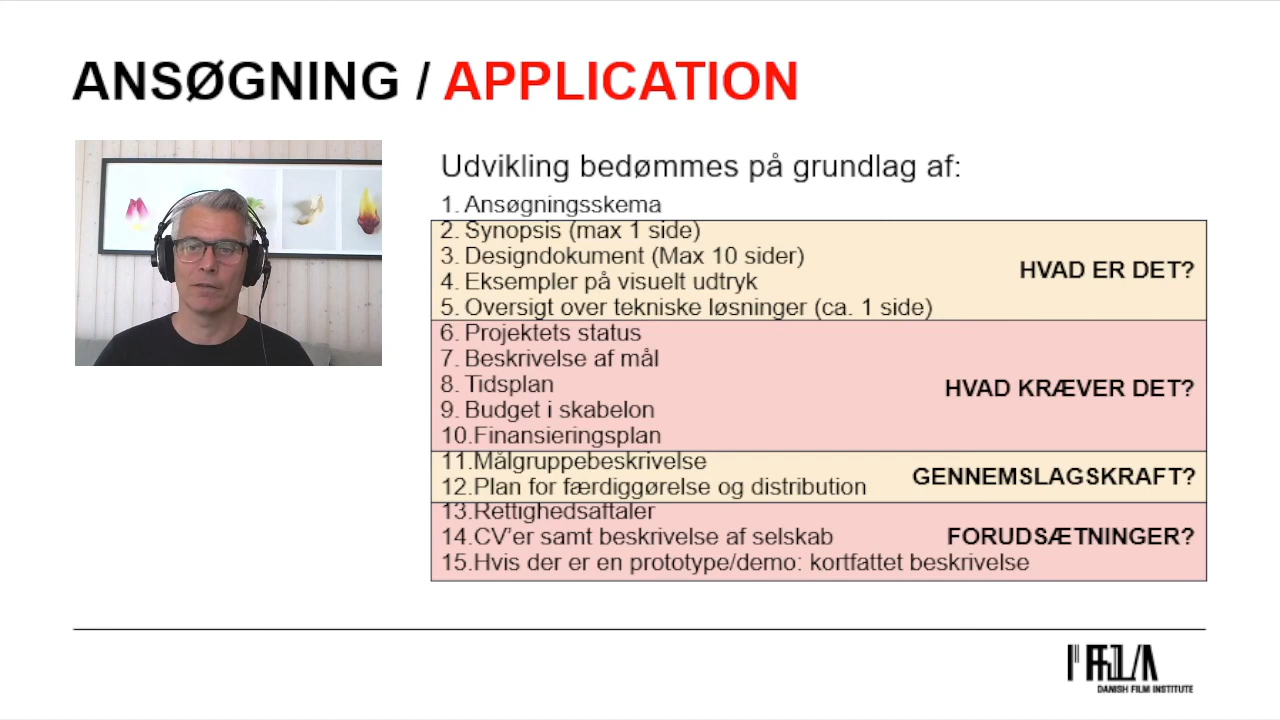 ANSØGNING / APPLICATION
Udvikling bedømmes på grundlag af:
1. Ansøgningsskema
2. Synopsis (max 1 side)
3. Designdokument (Max 10 sider)
4. Eksempler på visuelt udtryk
5. Oversigt over tekniske løsninger (ca. 1 side)
HVAD ER DET?
6. Projektets status
7. Beskrivelse af mål
8. Tidsplan
9. Budget i skabelon
10.Finansieringsplan
HVAD KRÆVER DET?
11.Målgruppebeskrivelse
12.Plan for færdiggørelse og distribution
GENNEMSLAGSKRAFT?
13.Rettighedsaftaler
14.CV'er samt beskrivelse af selskab
15.Hvis der er en prototype/demo: kortfattet beskrivelse
FORUDSÆTNINGER?
DANISH FILM INSTITUTE